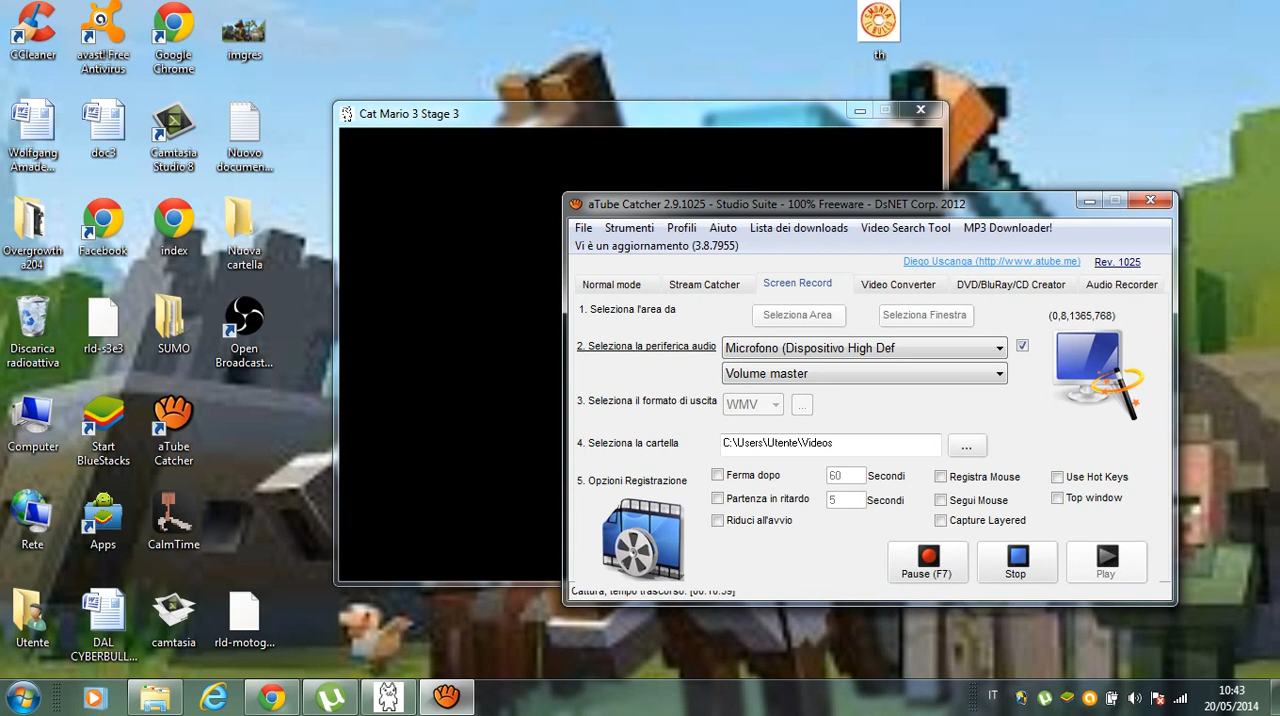 CCleaner
avast! Free
Antivirus
Google
Chrome
imgres
th
Wolfgang
Amade...
doc3
Camtasia
Studio 8
Nuovo
documen...
Overgrowth
a204
Facebook
index
Nuova
cartella
Discarica
radioattiva
rld-s3e3
SUMO
Open
Broadcast...
Computer
Start
BlueStacks
aTube
Catcher
Rete
Apps
CalmTime
Utente
DAL
CYBERBULL...
camtasia
rld-motog...
Cat Mario 3 Stage 3
aTube Catcher 2.9.1025 - Studio Suite - 100% Freeware - DsNET Corp. 2012
File Strumenti Profili Aiuto Lista dei downloads Video Search Tool MP3 Downloader!
Vi è un aggiornamento (3.8.7955)
Diego Uscanga (http://www.atube.me) Rev. 1025
Normal mode Stream Catcher Screen Record Video Converter DVD/BluRay/CD Creator Audio Recorder
1. Seleziona l'area da Seleziona Area Seleziona Finestra (0,8,1365,768)
2. Seleziona la periferica audio Microfono (Dispositivo High Def
Volume master
3. Seleziona il formato di uscita WMV ...
4. Seleziona la cartella C:\Users\Utente\Videos ...
5. Opzioni Registrazione
Ferma dopo 60 Secondi Registra Mouse Use Hot Keys
Partenza in ritardo 5 Secondi Segui Mouse Top window
Riduci all'avvio Capture Layered
Pause (F7) Stop Play
Cattura, tempo trascorso: [00:10:39]
IT
10:43
20/05/2014